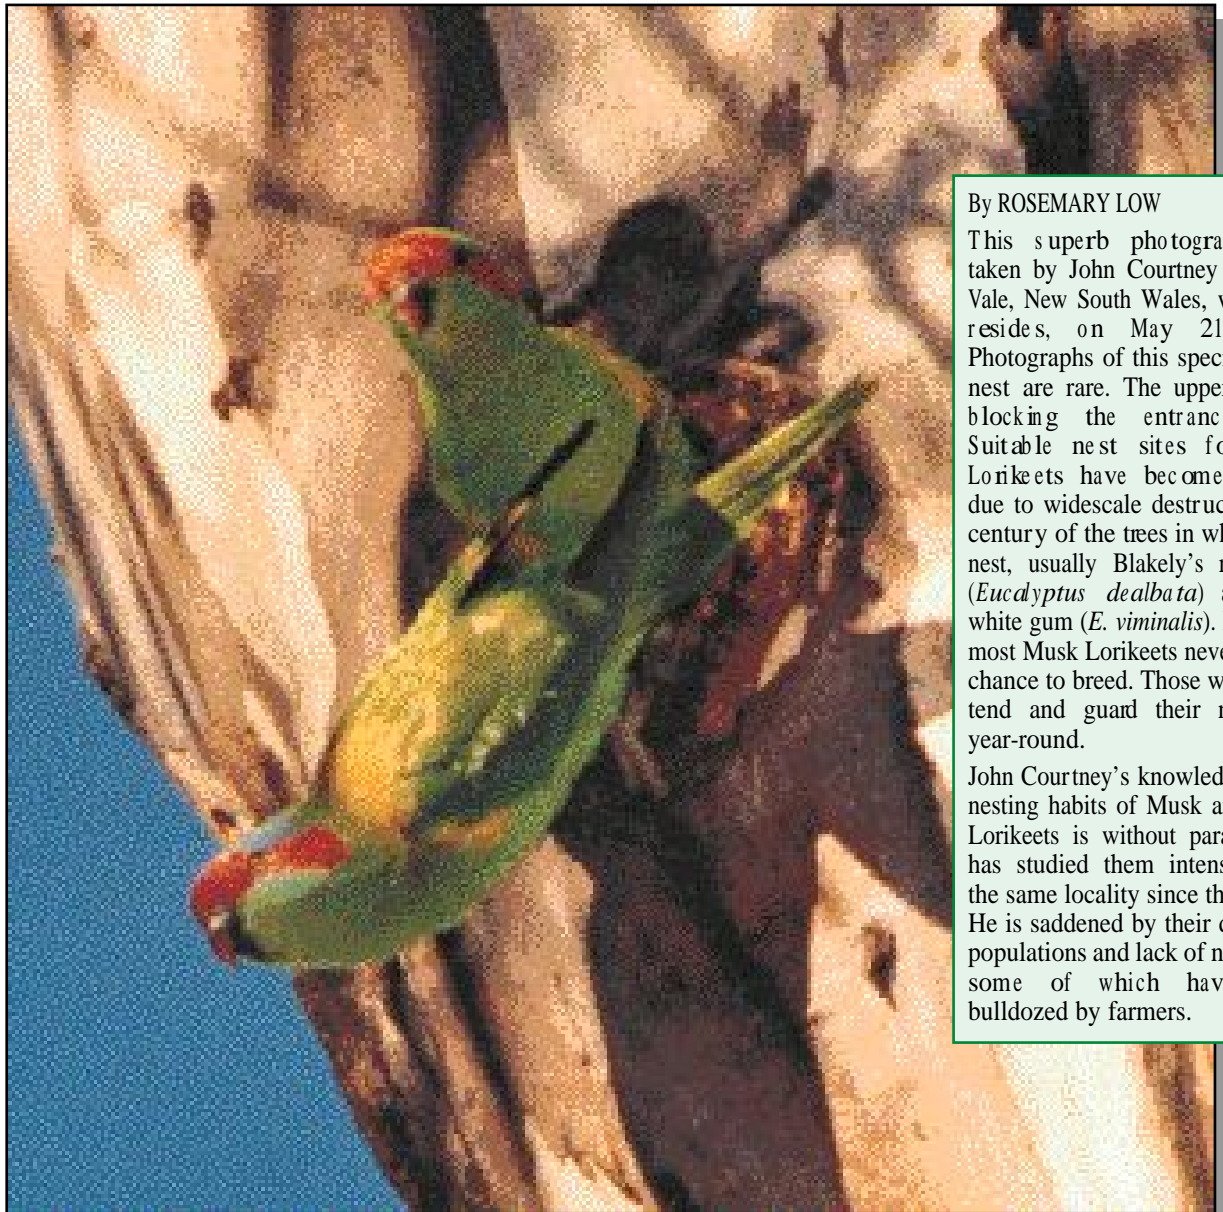 By ROSEMARY LOW
This superb photogra
taken by John Courtney
Vale, New South Wales, w
resides, on May 21
Photographs of this speci
nest are rare. The upper
blocking the entranc
Suitable nest sites fo
Lorikeets have become
due to widescale destruc
century of the trees in wh
nest, usually Blakely's r
(Eucalyptus dealbata)
white gum (E. viminalis).
most Musk Lorikeets neve
chance to breed. Those w
tend and guard their n
year-round.
John Courtney's knowled
nesting habits of Musk a
Lorikeets is without para
has studied them intens
the same locality since th
He is saddened by their d
populations and lack of n
some of which hav
bulldozed by farmers.